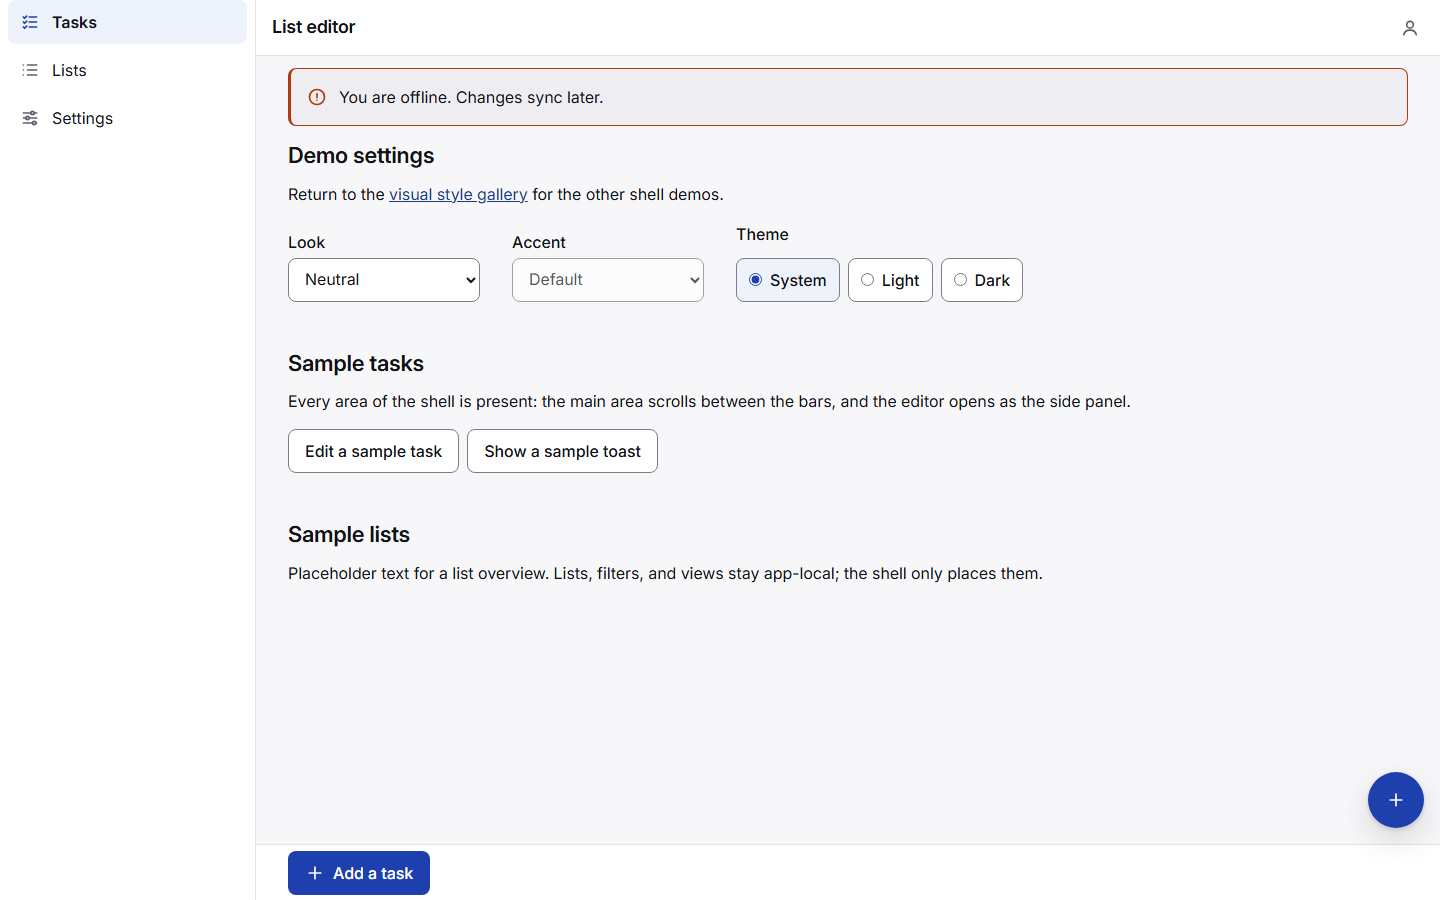 Tasks
Lists
Settings
List editor
You are offline. Changes sync later.
Demo settings
Return to the visual style gallery for the other shell demos.
Look
Accent
Theme
Neutral
Default
System
Light
Dark
Sample tasks
Every area of the shell is present: the main area scrolls between the bars, and the editor opens as the side panel.
Edit a sample task
Show a sample toast
Sample lists
Placeholder text for a list overview. Lists, filters, and views stay app-local; the shell only places them.
Add a task